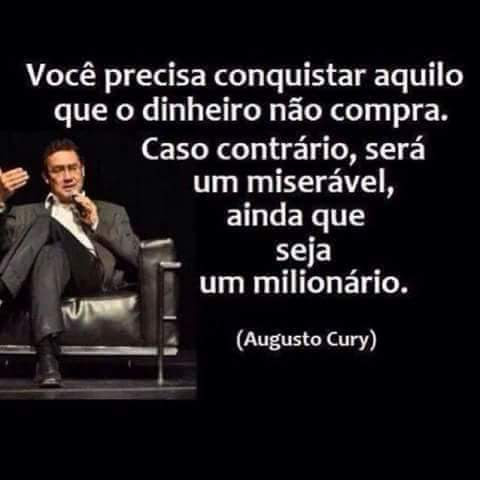 Você precisa conquistar aquilo
que o dinheiro não compra.
Caso contrário, será
um miserável,
ainda que
seja
um milionário.
(Augusto Cury)